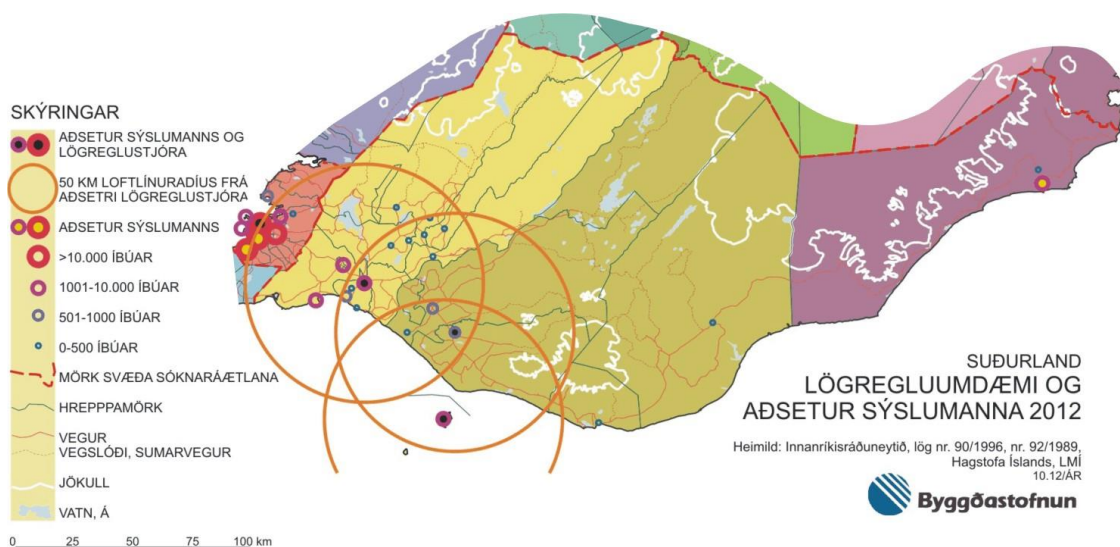 SKÝRINGAR
AÐSETUR SÝSLUMANNS OG
LÖGREGLUSTJÓRA
50 KM LOFTLÍNURADÍUS FRÁ
AÐSETRI LÖGREGLUSTJÓRA
AÐSETUR SÝSLUMANNS
>10.000 ÍBÚAR
1001-10.000 ÍBÚAR
501-1000 ÍBÚAR
0-500 ÍBÚAR
MÖRK SVÆÐA SÓKNARÁÆTLANA
HREPPPAMÖRK
VEGUR
VEGSLÓÐI, SUMARVEGUR
JÖKULL
VATN, Á
0 25 50 75 100 km
SUÐURLAND
LÖGREGLUUMDÆMI OG
AÐSETUR SÝSLUMANNA 2012
Heimild: Innanríkisráðuneytið, lög nr. 90/1996, nr. 92/1989,
Hagstofa Íslands, LMÍ
10.12/ÁR
Byggðastofnun